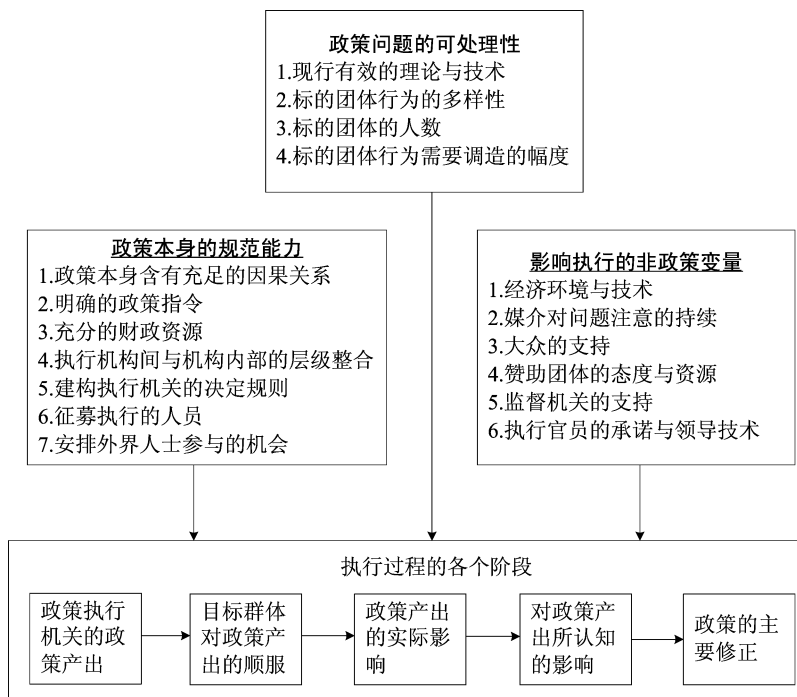 政策问题的可处理性
1.现行有效的理论与技术
2.标的团体行为的多样性
3.标的团体的人数
4.标的团体行为需要调造的幅度
政策本身的规范能力
1.政策本身含有充足的因果关系
2.明确的政策指令
3.充分的财政资源
4.执行机构间与机构内部的层级整合
5.建构执行机关的决定规则
6.征募执行的人员
7.安排外界人士参与的机会
影响执行的非政策变量
1.经济环境与技术
2.媒介对问题注意的持续
3.大众的支持
4.赞助团体的态度与资源
5.监督机关的支持
6.执行官员的承诺与领导技术
执行过程的各个阶段
政策执行
机关的政
策产出
目标群体
对政策产
出的顺服
政策产出
的实际影
响
对政策产
出所认知
的影响
政策的主
要修正